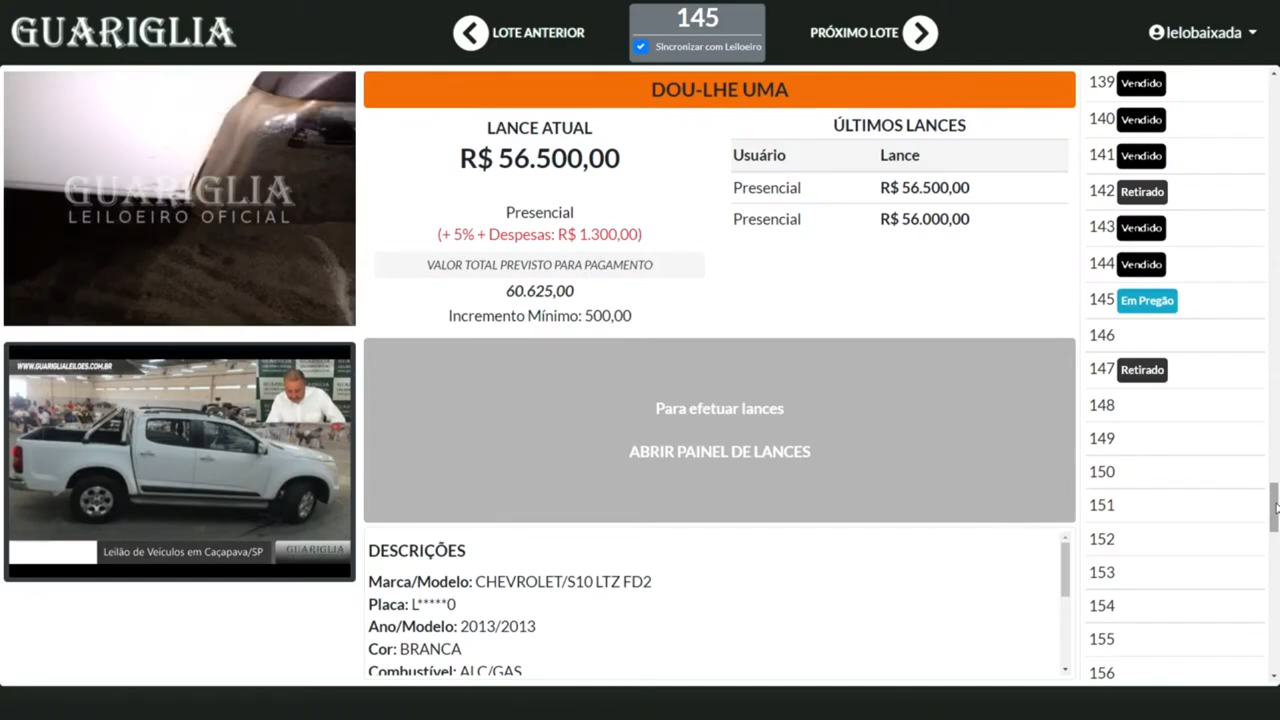 GUARIGLIA
LOTE ANTERIOR
145
Sincronizar com Leiloeiro
PRÓXIMO LOTE
lelobaixada
GUARIGLIA
LEILOEIRO OFICIAL
WWW.GUARIGLIALEILOES.COM.BR
Leilão de Veículos em Caçapava/SP
GUARIGLIA
DOU-LHE UMA
LANCE ATUAL
R$ 56.500,00
Presencial
(+ 5% + Despesas: R$ 1.300,00)
VALOR TOTAL PREVISTO PARA PAGAMENTO
60.625,00
Incremento Mínimo: 500,00
ÚLTIMOS LANCES
Usuário Lance
Presencial R$ 56.500,00
Presencial R$ 56.000,00
Para efetuar lances
ABRIR PAINEL DE LANCES
DESCRIÇÕES
Marca/Modelo: CHEVROLET/S10 LTZ FD2
Placa: L*****0
Ano/Modelo: 2013/2013
Cor: BRANCA
Combustível: ALC/GAS
139 Vendido
140 Vendido
141 Vendido
142 Retirado
143 Vendido
144 Vendido
145 Em Pregão
146
147 Retirado
148
149
150
151
152
153
154
155
156